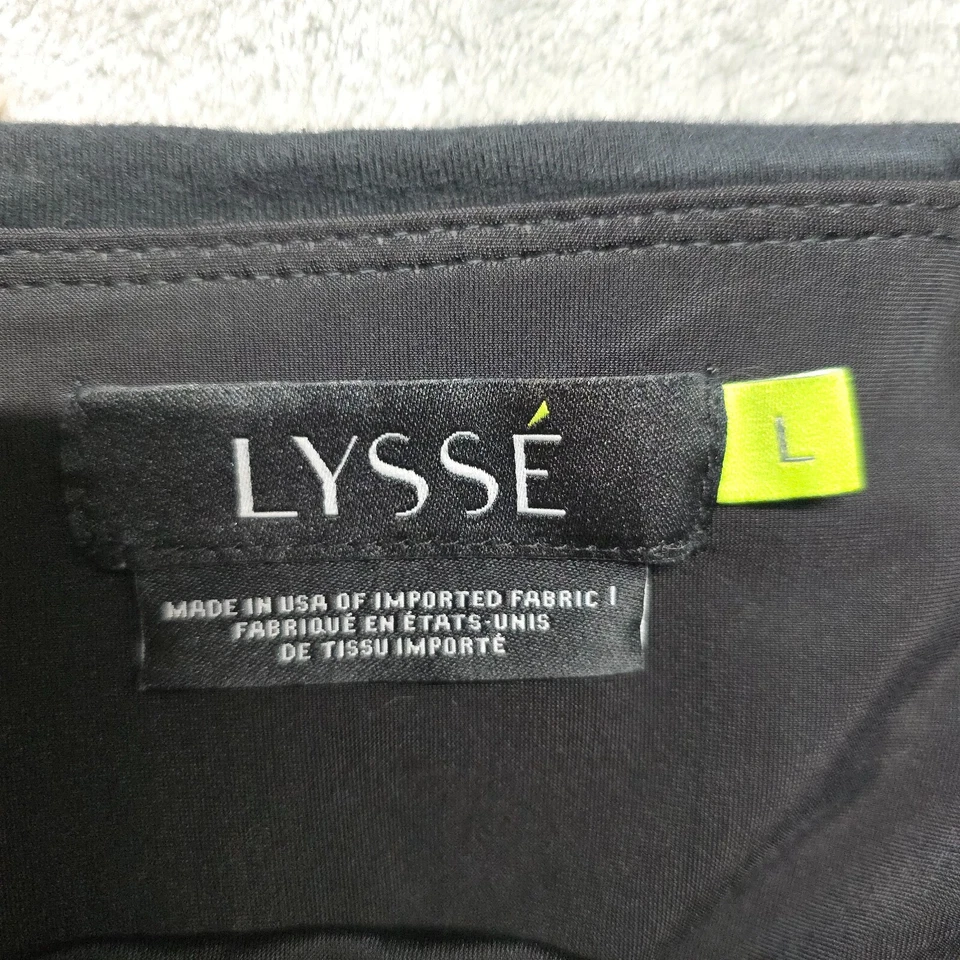 LYSSÉ
L
MADE IN USA OF IMPORTED FABRIC |
FABRIQUÉ EN ÉTATS-UNIS
DE TISSU IMPORTÉ